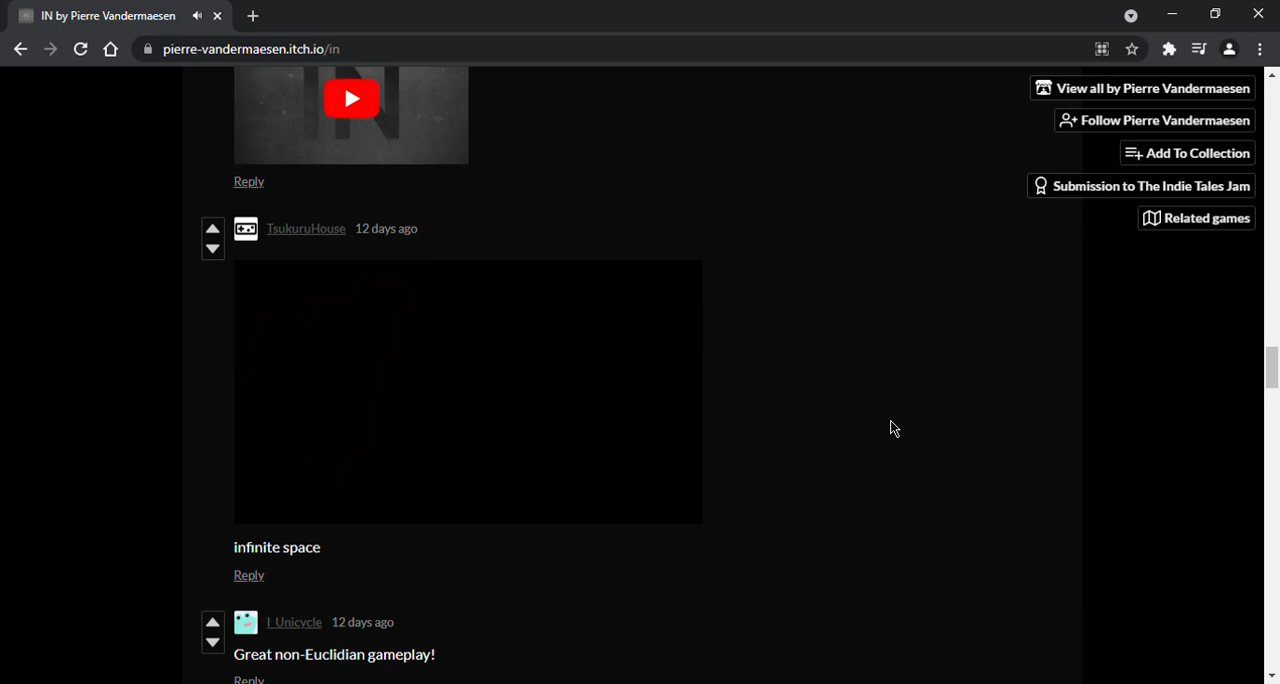 IN by Pierre Vandermaesen
pierre-vandermaesen.itch.io/in
View all by Pierre Vandermaesen
Follow Pierre Vandermaesen
Add To Collection
Submission to The Indie Tales Jam
Related games
IN
Reply
TsukuruHouse 12 days ago
infinite space
Reply
I_Unicycle 12 days ago
Great non-Euclidian gameplay!
Reply